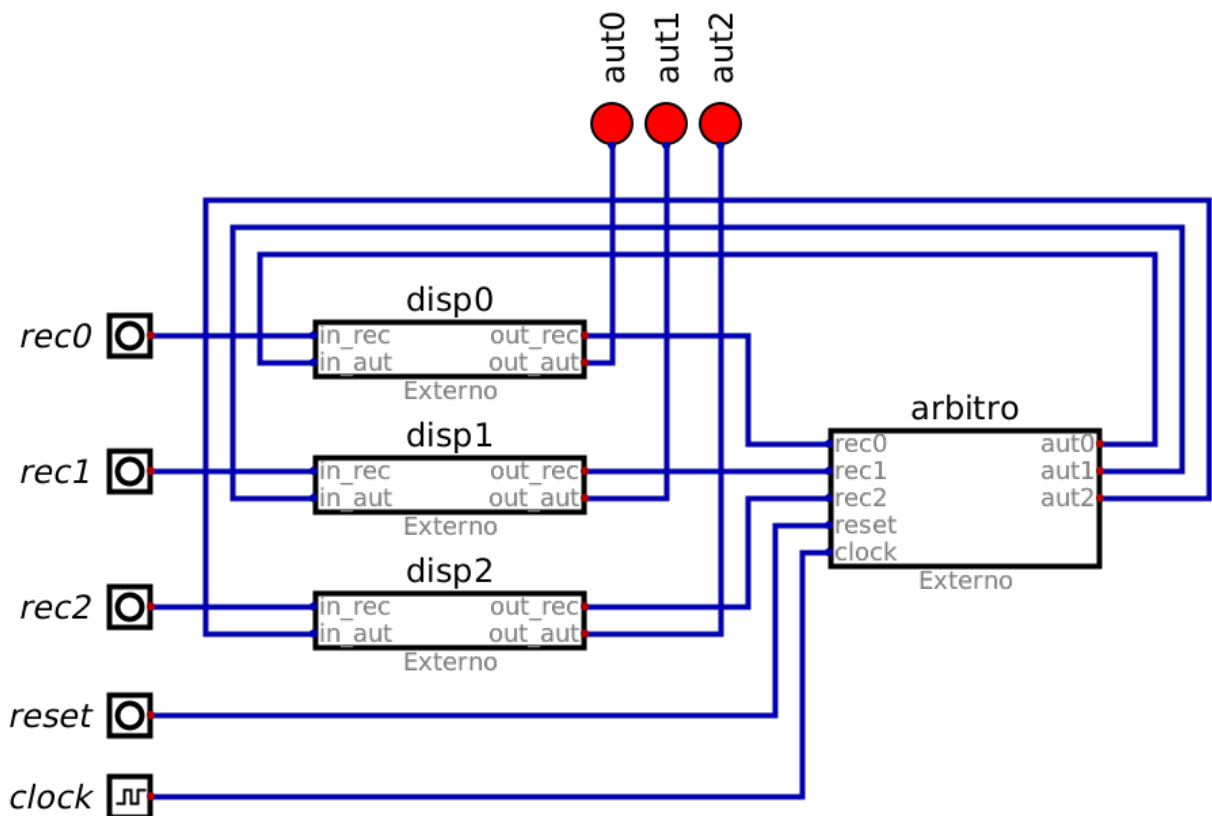 aut0
aut1
aut2
disp0
rec0
in_rec
out_rec
in_aut
out_aut
Externo
disp1
rec1
in_rec
out_rec
in_aut
out_aut
Externo
arbitro
rec0
aut0
rec1
aut1
rec2
aut2
reset
clock
Externo
disp2
rec2
in_rec
out_rec
in_aut
out_aut
Externo
reset
clock